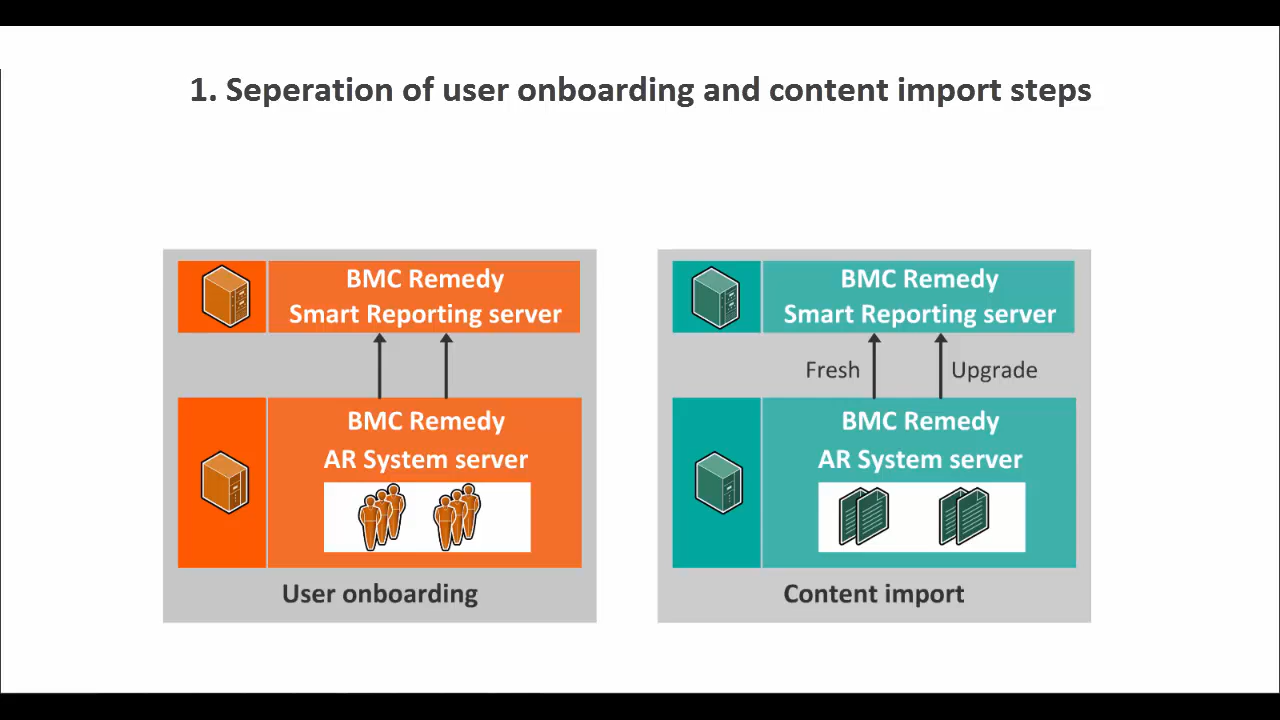 1. Seperation of user onboarding and content import steps
BMC Remedy
Smart Reporting server
BMC Remedy
AR System server
User onboarding
BMC Remedy
Smart Reporting server
Fresh
Upgrade
BMC Remedy
AR System server
Content import